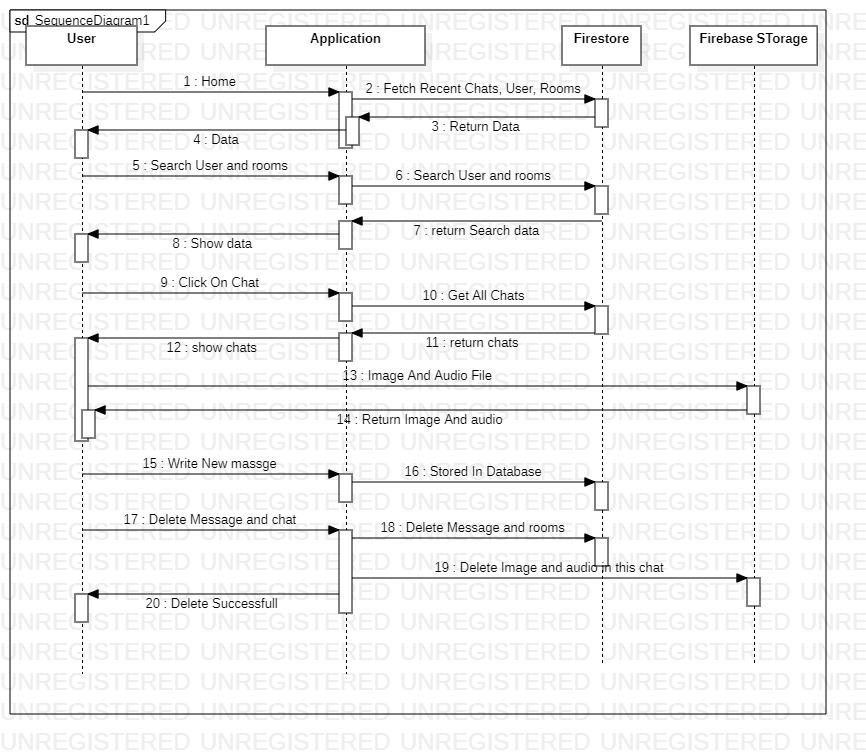 sd SequenceDiagram1
User
Application
Firestore
Firebase STorage
1 : Home
2 : Fetch Recent Chats, User, Rooms
3 : Return Data
4 : Data
5 : Search User and rooms
6 : Search User and rooms
7 : return Search data
8 : Show data
9 : Click On Chat
10 : Get All Chats
11 : return chats
12 : show chats
13 : Image And Audio File
14 : Return Image And audio
15 : Write New massge
16 : Stored In Database
17 : Delete Message and chat
18 : Delete Message and rooms
19 : Delete Image and audio in this chat
20 : Delete Successfull
UNREGISTERED